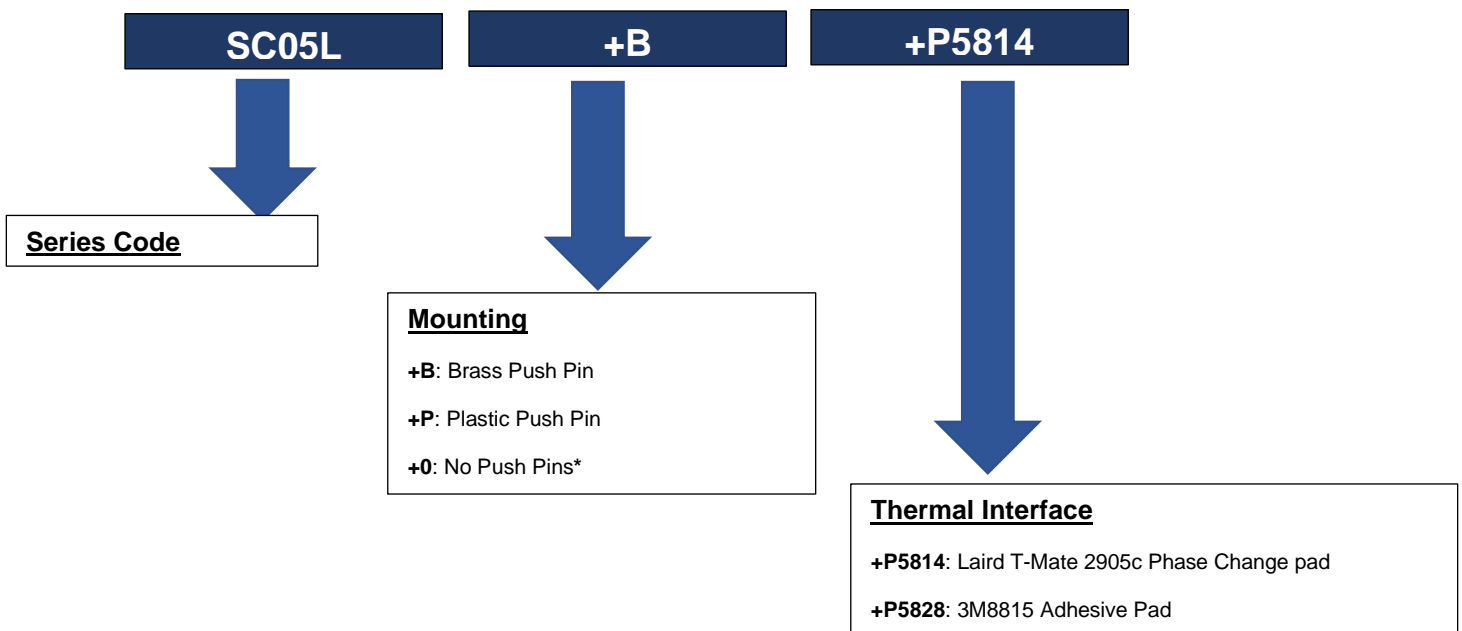 SC05L +B +P5814
Series Code
Mounting
+B: Brass Push Pin
+P: Plastic Push Pin
+0: No Push Pins*
Thermal Interface
+P5814: Laird T-Mate 2905c Phase Change pad
+P5828: 3M8815 Adhesive Pad